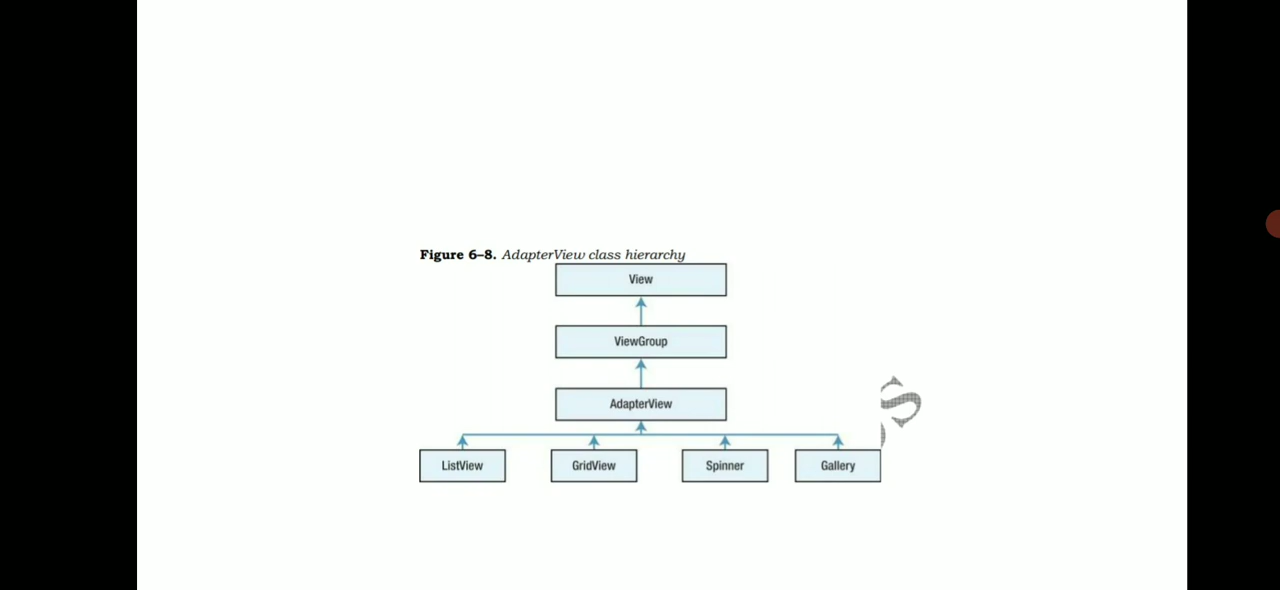 Figure 6–8. AdapterView class hierarchy
View
ViewGroup
AdapterView
ListView GridView Spinner Gallery